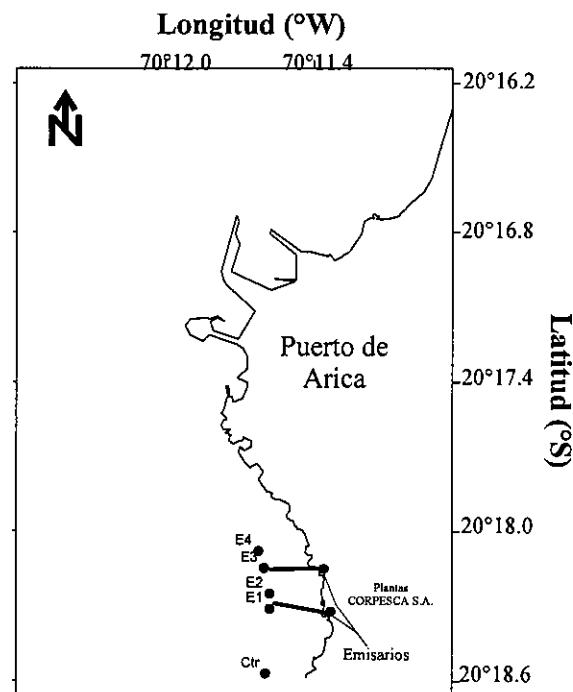 Longitud (°W)
70°12.0 70°11.4
20°16.2
N
20°16.8
Puerto de
Arica
20°17.4
Latitud (°S)
20°18.0
E4
E3
E2
E1
Plantas
CORPESCA S.A.
Emisarios
Ctr
20°18.6